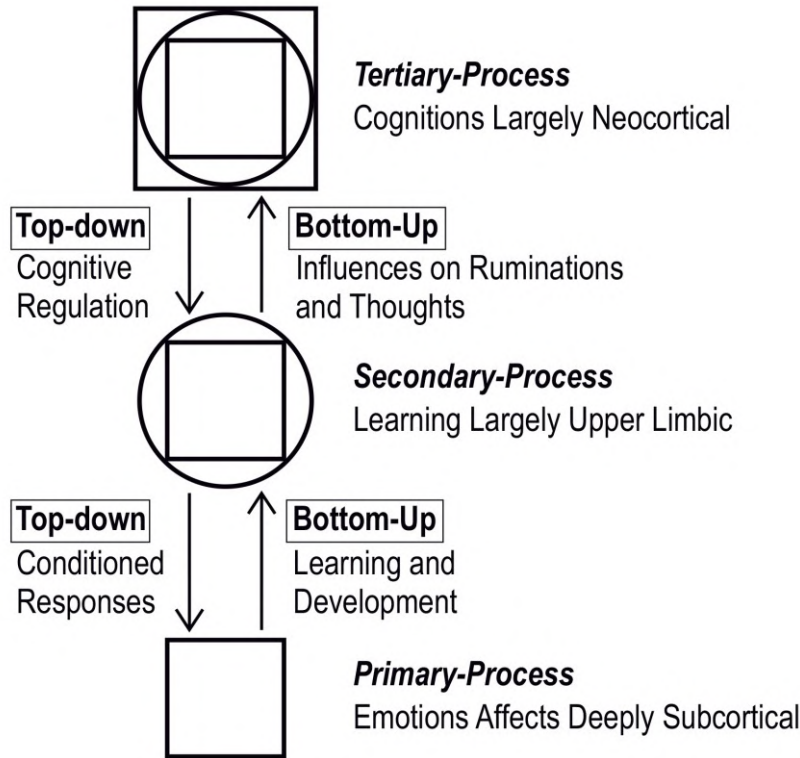 Tertiary-Process
Cognitions Largely Neocortical
Top-down
Cognitive
Regulation
Bottom-Up
Influences on Ruminations
and Thoughts
Secondary-Process
Learning Largely Upper Limbic
Top-down
Conditioned
Responses
Bottom-Up
Learning and
Development
Primary-Process
Emotions Affects Deeply Subcortical